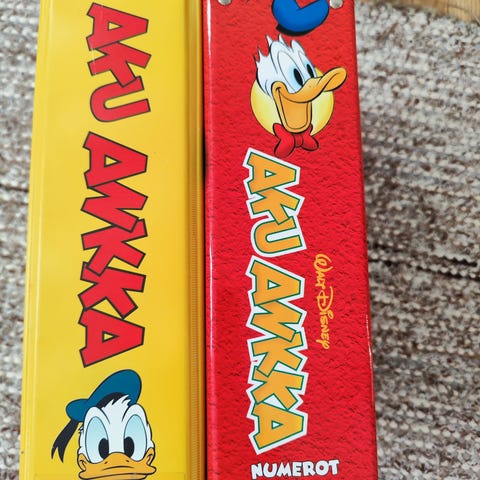 AKU ANKKA
WALT DISNEY
AKU ANKKA
NUMEROT